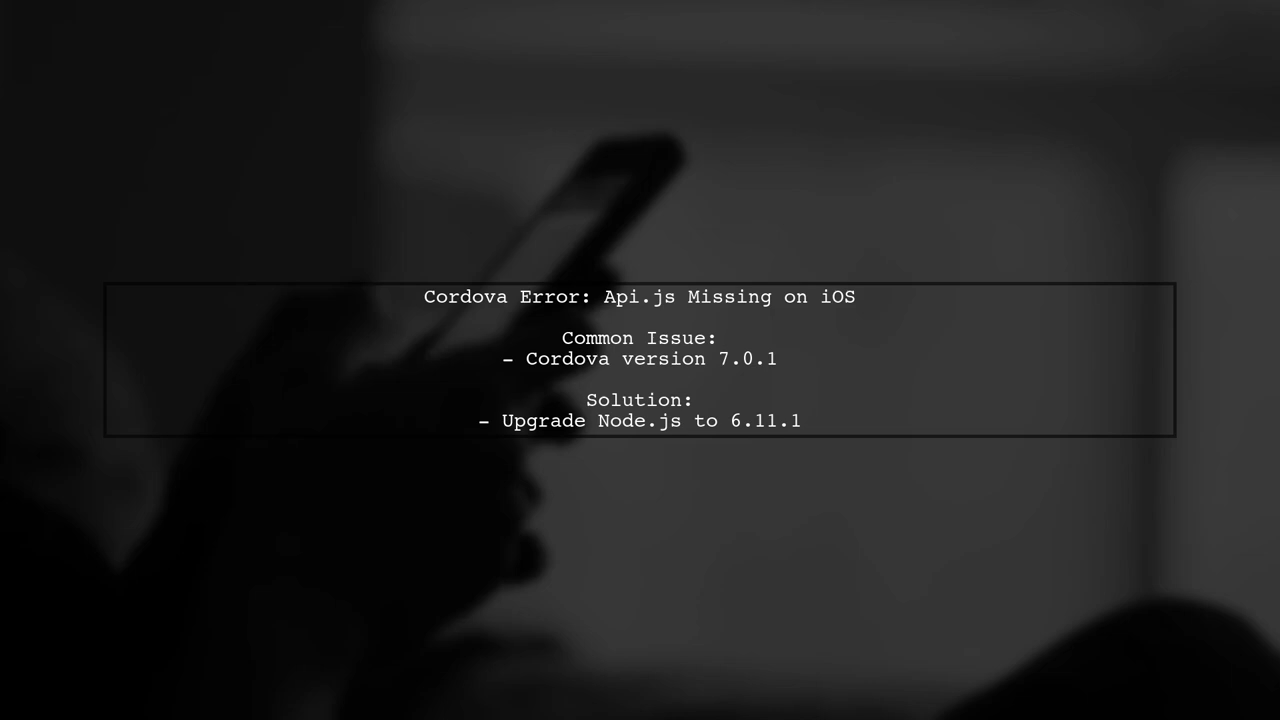 Cordova Error: Api.js Missing on iOS
Common Issue:
- Cordova version 7.0.1
Solution:
- Upgrade Node.js to 6.11.1